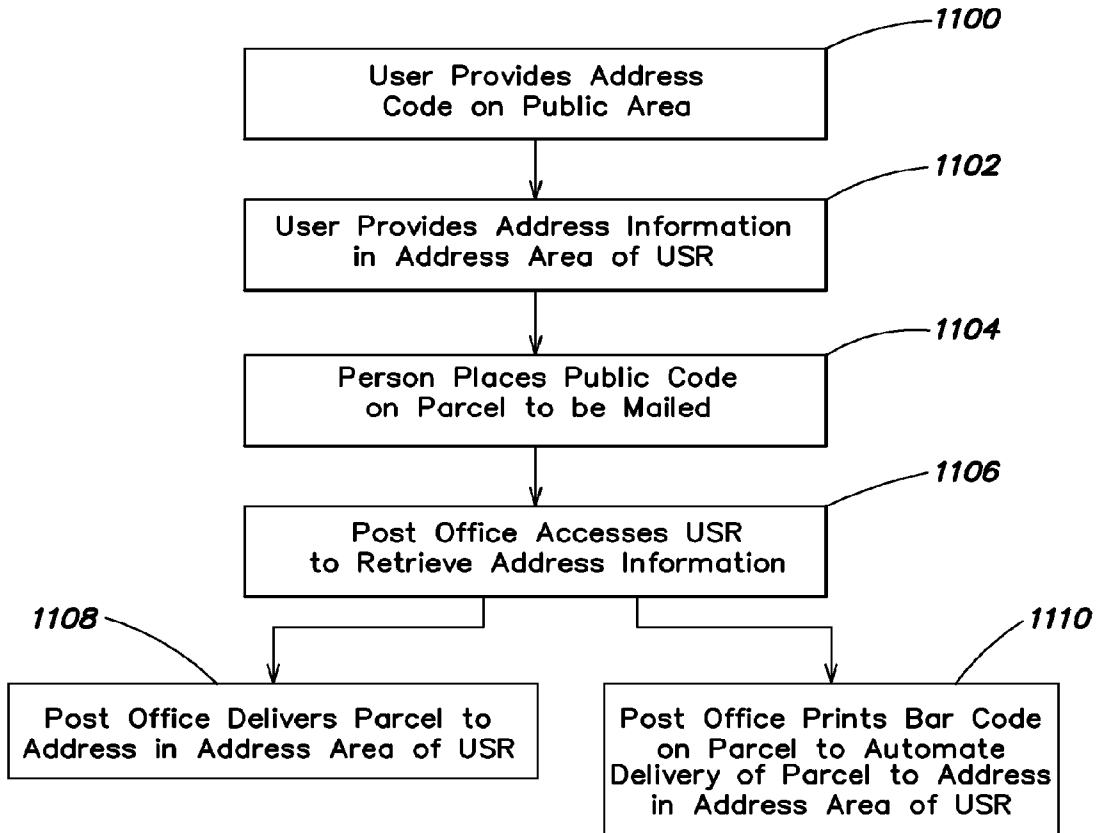 1100
User Provides Address
Code on Public Area
1102
User Provides Address Information
in Address Area of USR
1104
Person Places Public Code
on Parcel to be Mailed
1106
Post Office Accesses USR
to Retrieve Address Information
1108
Post Office Delivers Parcel to
Address in Address Area of USR
1110
Post Office Prints Bar Code
on Parcel to Automate
Delivery of Parcel to Address
in Address Area of USR